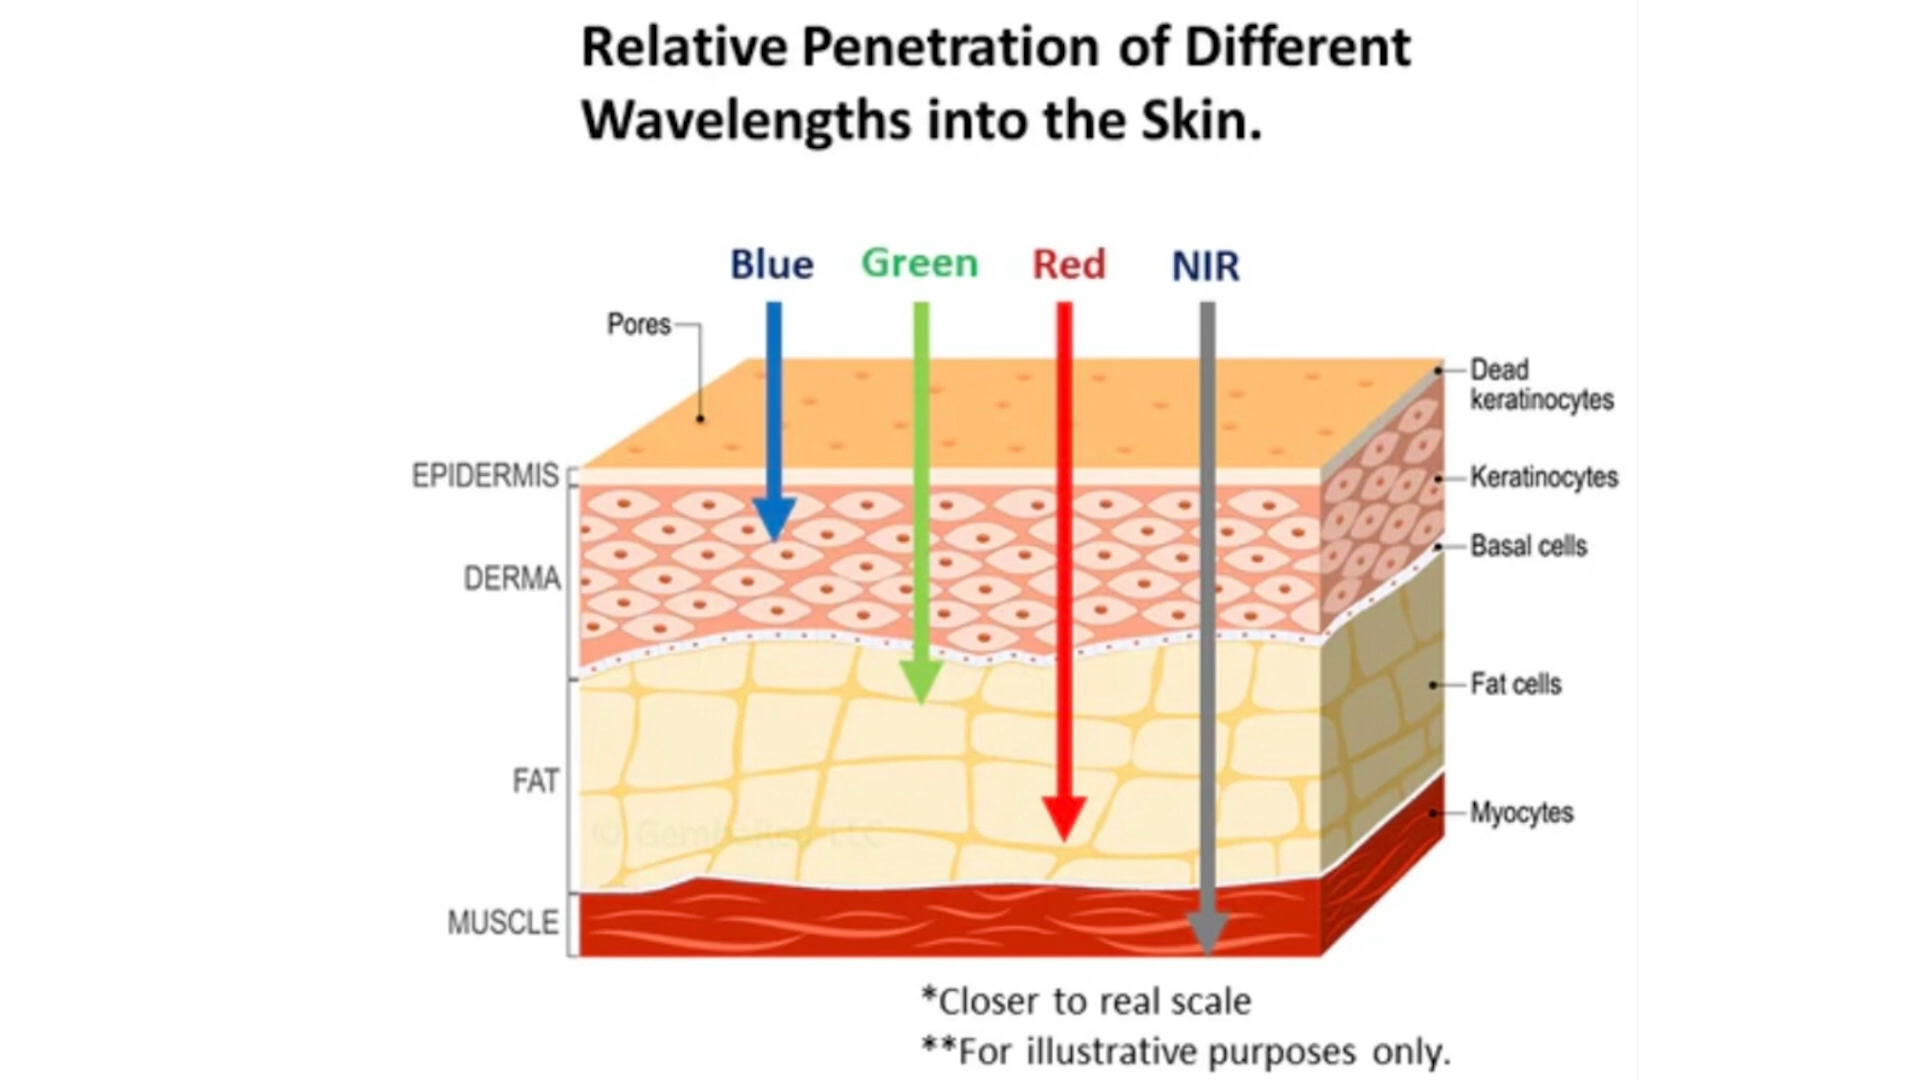 Relative Penetration of Different
Wavelengths into the Skin.
Blue Green Red NIR
Pores
Dead
keratinocytes
EPIDERMIS
Keratinocytes
Basal cells
DERMA
Fat cells
FAT
Myocytes
MUSCLE
*Closer to real scale
**For illustrative purposes only.